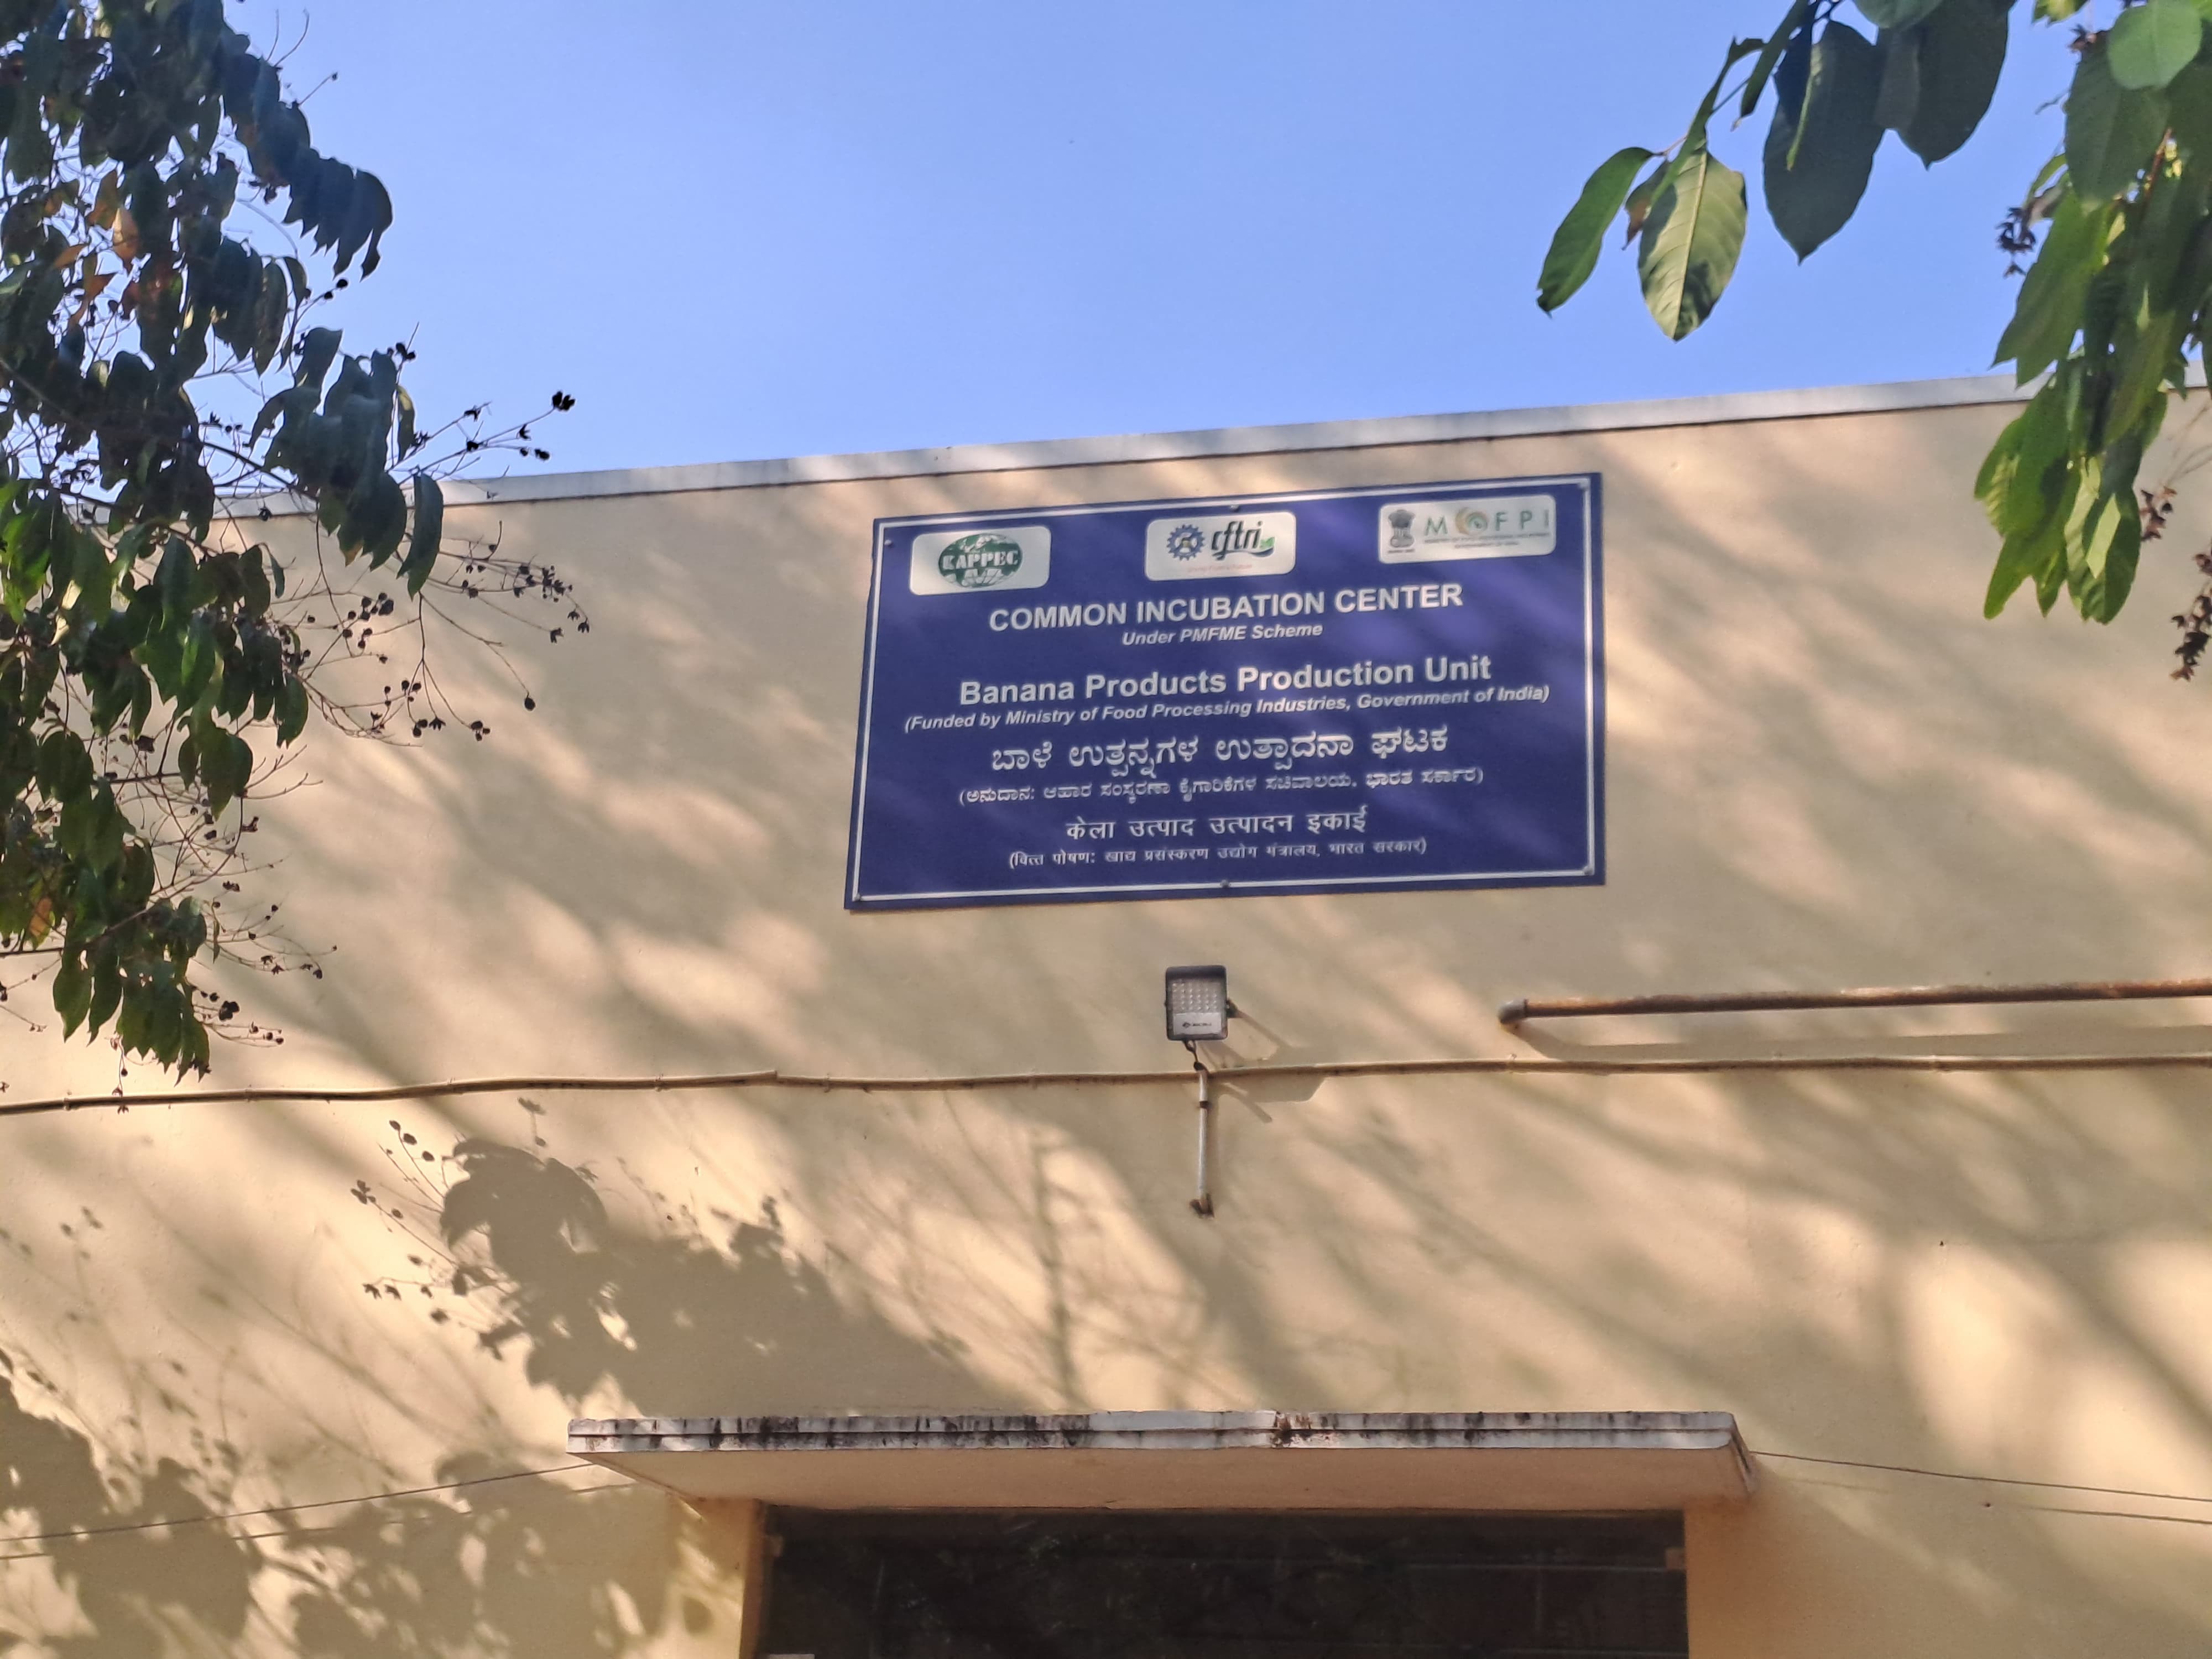 KAPPEC
cftri
MOFPI
COMMON INCUBATION CENTER
Under PMFME Scheme
Banana Products Production Unit
(Funded by Ministry of Food Processing Industries, Government of India)
ಬಾಳೆ ಉತ್ಪನ್ನಗಳ ಉತ್ಪಾದನಾ ಘಟಕ
(ಅನುದಾನ: ಆಹಾರ ಸಂಸ್ಕರಣಾ ಕೈಗಾರಿಕೆಗಳ ಸಚಿವಾಲಯ, ಭಾರತ ಸರ್ಕಾರ)
केला उत्पाद उत्पादन इकाई
(वित्त पोषण: खाद्य प्रसंस्करण उद्योग मंत्रालय, भारत सरकार)